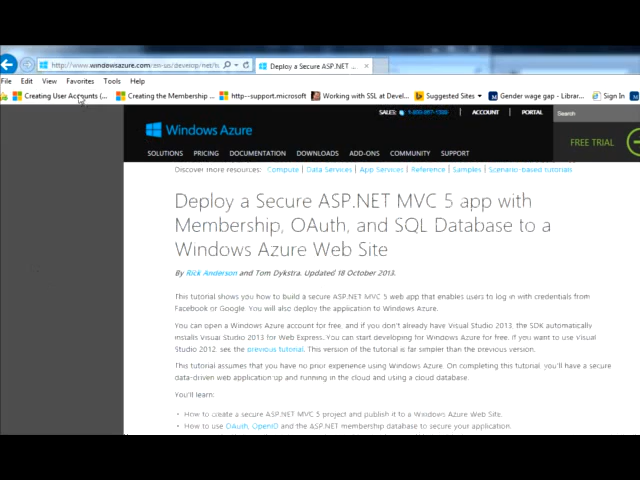 http://www.windowsazure.com/en-us/develop/net/tu
Deploy a Secure ASP.NET ...
File Edit View Favorites Tools Help
Creating User Accounts (... Creating the Membership ... http--support.microsoft Working with SSL at Devel... Suggested Sites Gender wage gap - Librar... Sign In
SALES: ACCOUNT PORTAL Search
Windows Azure
FREE TRIAL
SOLUTIONS PRICING DOCUMENTATION DOWNLOADS ADD-ONS COMMUNITY SUPPORT
Discover more resources: Compute | Data Services | App Services | Reference | Samples | Scenario-based tutorials
Deploy a Secure ASP.NET MVC 5 app with
Membership, OAuth, and SQL Database to a
Windows Azure Web Site
By Rick Anderson and Tom Dykstra. Updated 18 October 2013.
This tutorial shows you how to build a secure ASP.NET MVC 5 web app that enables users to log in with credentials from
Facebook or Google. You will also deploy the application to Windows Azure.
You can open a Windows Azure account for free, and if you don't already have Visual Studio 2013, the SDK automatically
installs Visual Studio 2013 for Web Express. You can start developing for Windows Azure for free. If you want to use Visual
Studio 2012, see the previous tutorial. This version of the tutorial is far simpler than the previous version.
This tutorial assumes that you have no prior experience using Windows Azure. On completing this tutorial, you'll have a secure
data-driven web application up and running in the cloud and using a cloud database.
You'll learn:
• How to create a secure ASP.NET MVC 5 project and publish it to a Windows Azure Web Site.
• How to use OAuth, OpenID and the ASP.NET membership database to secure your application.